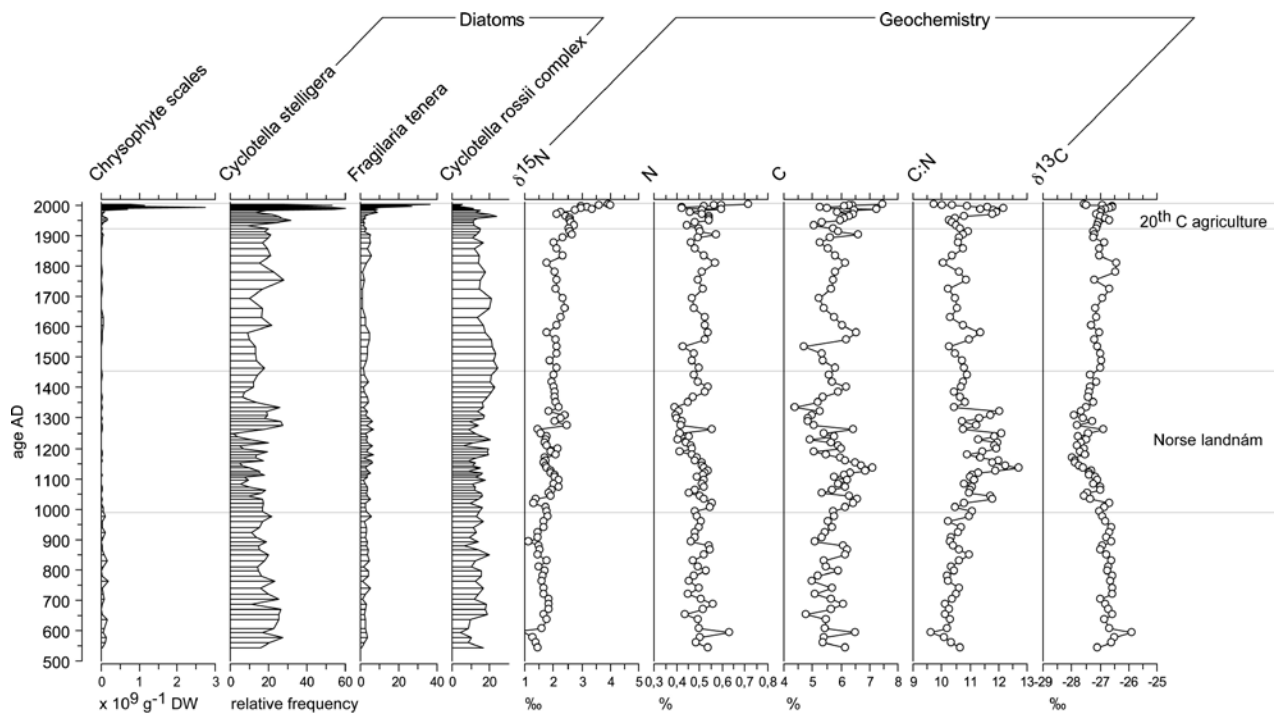 Diatoms
Geochemistry
Chrysophyte scales
Cyclotella stelligera
Fragilaria tenera
Cyclotella rossii complex
δ15N
N
C
C:N
δ13C
2000
1900
1800
1700
1600
1500
1400
1300
1200
1100
1000
900
800
700
600
500
age AD
20th C agriculture
Norse landnám
0 1 2 3
0 20 40 60
0 20 40
0 20
1 2 3 4 5
0,3 0,4 0,5 0,6 0,7 0,8
4 5 6 7 8
9 10 11 12 13
-29 -28 -27 -26 -25
x 10^9 g^-1 DW
relative frequency
‰
%
%
‰